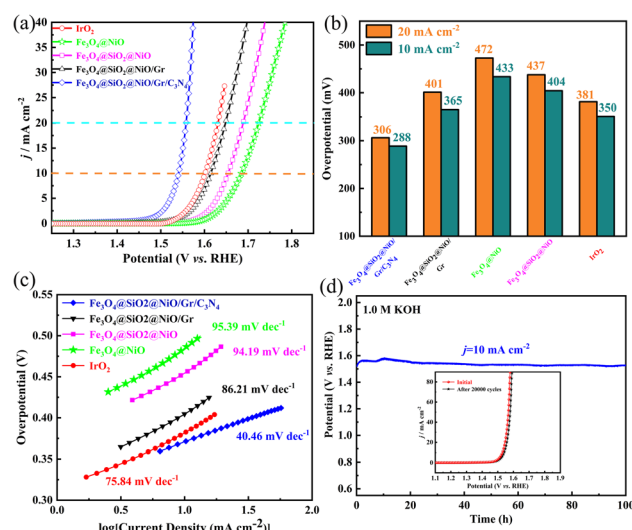 (a)
40
35
30
25
20
15
10
5
0
j / mA cm-2
IrO2
Fe3O4@NiO
Fe3O4@SiO2@NiO
Fe3O4@SiO2@NiO/Gr
Fe3O4@SiO2@NiO/Gr/C3N4
1.3 1.4 1.5 1.6 1.7 1.8
Potential (V vs. RHE)
(b)
20 mA cm-2
10 mA cm-2
Overpotential (mV)
600
500
400
300
200
100
306
288
401
365
472
433
437
404
381
350
Fe3O4@SiO2@NiO/
Gr/C3N4
Fe3O4@SiO2@NiO/
Gr
Fe3O4@NiO
Fe3O4@SiO2@NiO
IrO2
(c)
Overpotential (V)
0.55
0.50
0.45
0.40
0.35
0.30
Fe3O4@SiO2@NiO/Gr/C3N4
Fe3O4@SiO2@NiO/Gr
Fe3O4@SiO2@NiO
Fe3O4@NiO
IrO2
95.39 mV dec-1
94.19 mV dec-1
86.21 mV dec-1
40.46 mV dec-1
75.84 mV dec-1
0.0 0.5 1.0 1.5 2.0
log[Current Density (mA cm-2)]
(d)
Potential (V vs. RHE)
2.0
1.8
1.6
1.4
1.2
1.0
0.8
0.6
1.0 M KOH
j=10 mA cm-2
Initial
After 20000 cycles
j / mA cm-2
80
60
40
20
0
1.1 1.2 1.3 1.4 1.5 1.6 1.7 1.8 1.9
Potential (V vs. RHE)
0 20 40 60 80 100
Time (h)